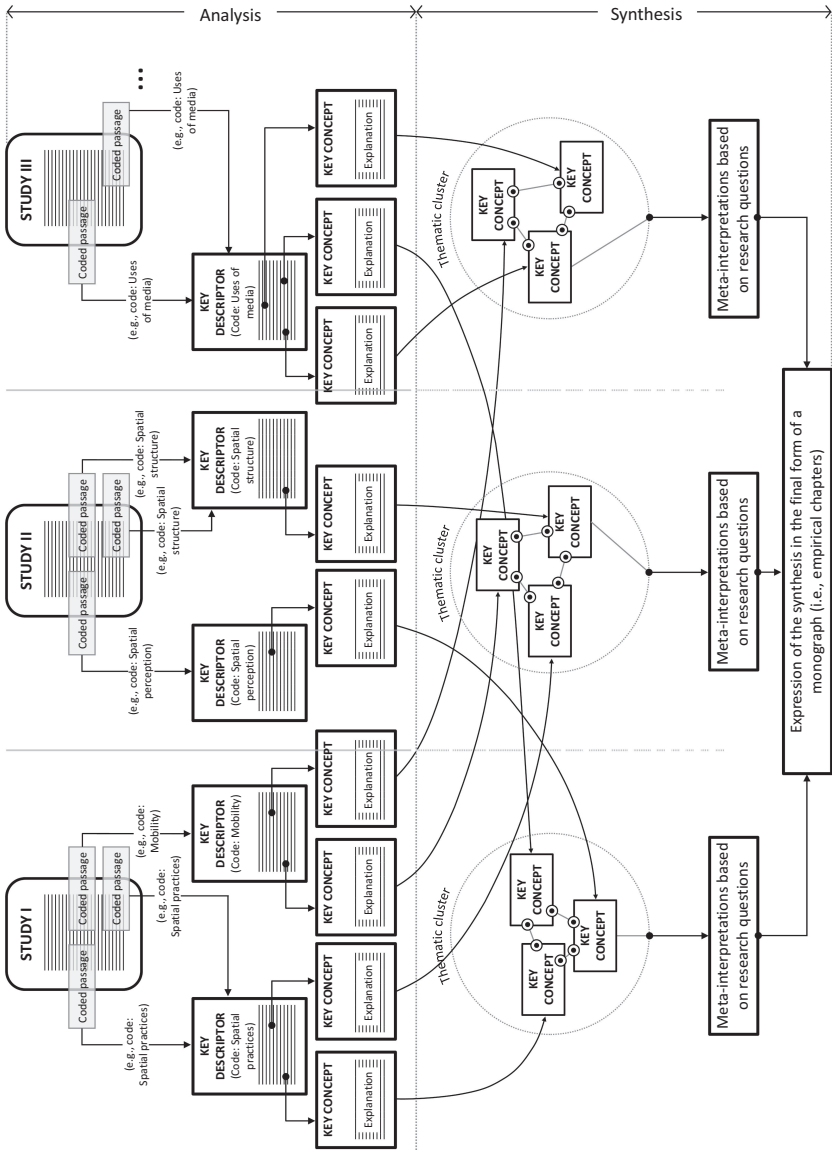 Analysis
Synthesis
STUDY I
Coded passage
Coded passage
Coded passage
(e.g., code:
Spatial practices)
(e.g., code:
Spatial practices)
(e.g., code:
Mobility)
KEY
DESCRIPTOR
(Code: Spatial
practices)
KEY
DESCRIPTOR
(Code: Mobility)
KEY CONCEPT
Explanation
KEY CONCEPT
Explanation
KEY CONCEPT
Explanation
KEY CONCEPT
Explanation
STUDY II
Coded passage
Coded passage
Coded passage
(e.g., code: Spatial
perception)
(e.g., code: Spatial
structure)
(e.g., code: Spatial
structure)
KEY
DESCRIPTOR
(Code: Spatial
perception)
KEY
DESCRIPTOR
(Code: Spatial
structure)
KEY CONCEPT
Explanation
KEY CONCEPT
Explanation
STUDY III
Coded passage
Coded passage
...
(e.g., code: Uses
of media)
(e.g., code: Uses
of media)
KEY
DESCRIPTOR
(Code: Uses of
media)
KEY CONCEPT
Explanation
KEY CONCEPT
Explanation
KEY CONCEPT
Explanation
Thematic cluster
KEY
CONCEPT
KEY
CONCEPT
KEY
CONCEPT
Thematic cluster
KEY
CONCEPT
KEY
CONCEPT
KEY
CONCEPT
Thematic cluster
KEY
CONCEPT
KEY
CONCEPT
KEY
CONCEPT
Meta-interpretations based
on research questions
Meta-interpretations based
on research questions
Meta-interpretations based
on research questions
Expression of the synthesis in the final form of a
monograph (i.e., empirical chapters)